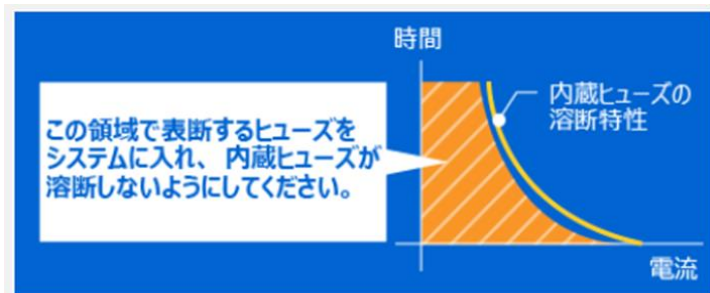 時間
内蔵ヒューズの
溶断特性
この領域で表断するヒューズを
システムに入れ、内蔵ヒューズが
溶断しないようにしてください。
電流